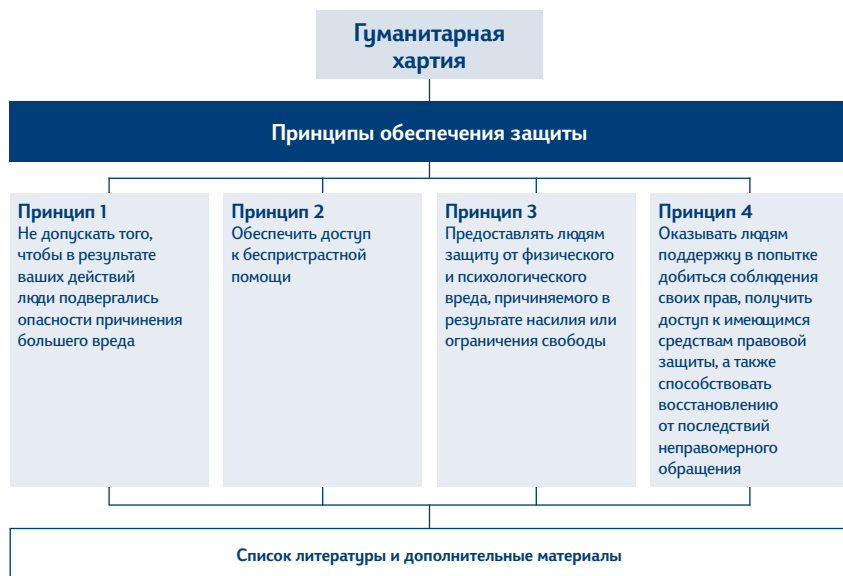 Гуманитарная
хартия
Принципы обеспечения защиты
Принцип 1
Не допускать того,
чтобы в результате
ваших действий
люди подвергались
опасности причинения
большего вреда
Принцип 2
Обеспечить доступ
к беспристрастной
помощи
Принцип 3
Предоставлять людям
защиту от физического
и психологического
вреда, причиняемого в
результате насилия или
ограничения свободы
Принцип 4
Оказывать людям
поддержку в попытке
добиться соблюдения
своих прав, получить
доступ к имеющимся
средствам правовой
защиты, а также
способствовать
восстановлению
от последствий
неправомерного
обращения
Список литературы и дополнительные материалы